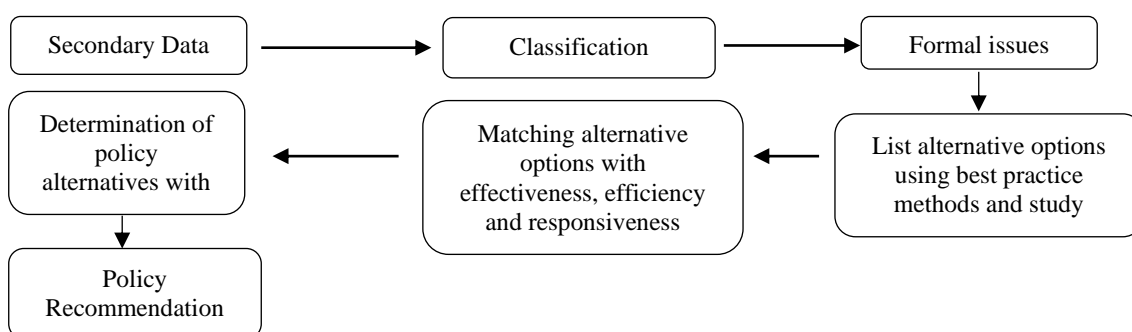 Secondary Data
Classification
Formal issues
List alternative options
using best practice
methods and study
Matching alternative
options with
effectiveness, efficiency
and responsiveness
Determination of
policy
alternatives with
Policy
Recommendation